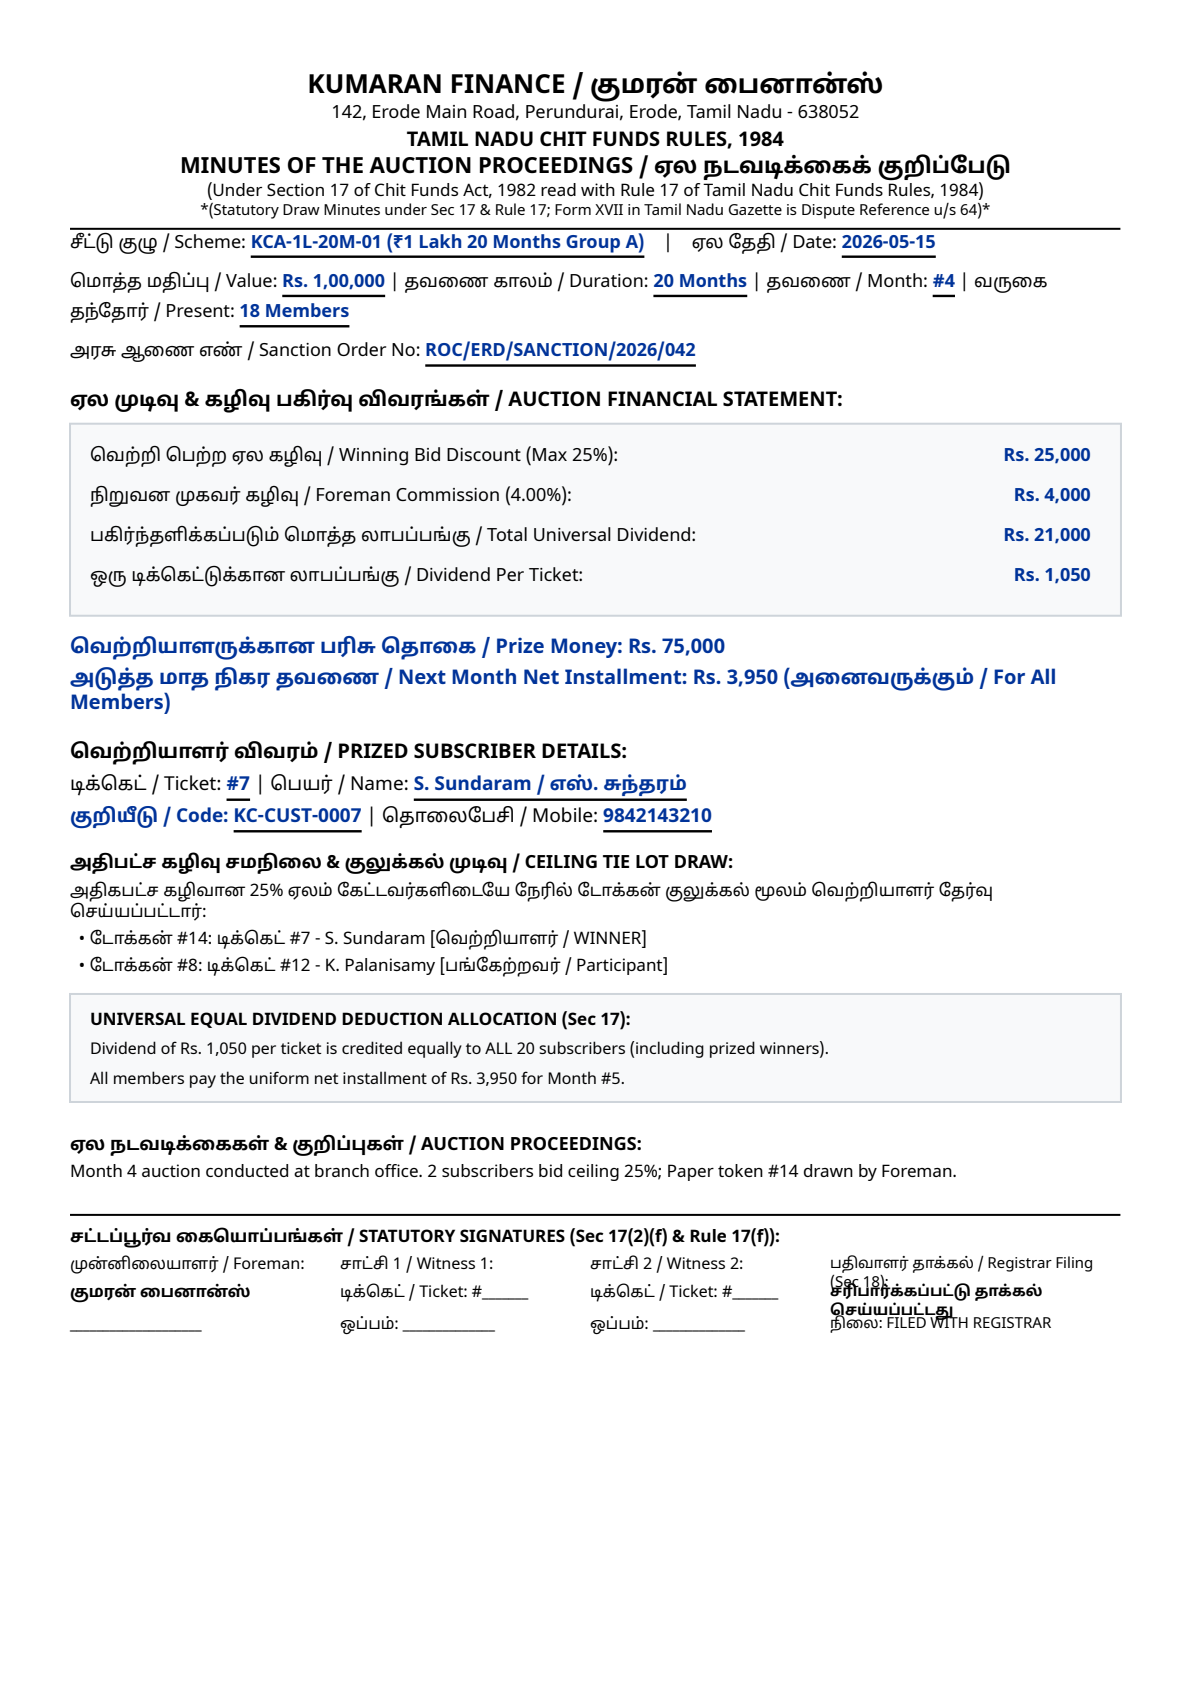 KUMARAN FINANCE / குமரன் பைனான்ஸ்
142, Erode Main Road, Perundurai, Erode, Tamil Nadu - 638052
TAMIL NADU CHIT FUNDS RULES, 1984
MINUTES OF THE AUCTION PROCEEDINGS / ஏல நடவடிக்கைக் குறிப்பேடு
(Under Section 17 of Chit Funds Act, 1982 read with Rule 17 of Tamil Nadu Chit Funds Rules, 1984)
*(Statutory Draw Minutes under Sec 17 & Rule 17; Form XVII in Tamil Nadu Gazette is Dispute Reference u/s 64)*
சீட்டு குழு / Scheme: KCA-1L-20M-01 (₹1 Lakh 20 Months Group A) | ஏல தேதி / Date: 2026-05-15
மொத்த மதிப்பு / Value: Rs. 1,00,000 | தவணை காலம் / Duration: 20 Months | தவணை / Month: #4 | வருகை
தந்தோர் / Present: 18 Members
அரசு ஆணை எண் / Sanction Order No: ROC/ERD/SANCTION/2026/042
ஏல முடிவு & கழிவு பகிர்வு விவரங்கள் / AUCTION FINANCIAL STATEMENT:
வெற்றி பெற்ற ஏல கழிவு / Winning Bid Discount (Max 25%): Rs. 25,000
நிறுவன முகவர் கழிவு / Foreman Commission (4.00%): Rs. 4,000
பகிர்ந்தளிக்கப்படும் மொத்த லாபப்பங்கு / Total Universal Dividend: Rs. 21,000
ஒரு டிக்கெட்டுக்கான லாபப்பங்கு / Dividend Per Ticket: Rs. 1,050
வெற்றியாளருக்கான பரிசு தொகை / Prize Money: Rs. 75,000
அடுத்த மாத நிகர தவணை / Next Month Net Installment: Rs. 3,950 (அனைவருக்கும் / For All
Members)
வெற்றியாளர் விவரம் / PRIZED SUBSCRIBER DETAILS:
டிக்கெட் / Ticket: #7 | பெயர் / Name: S. Sundaram / எஸ். சுந்தரம்
குறியீடு / Code: KC-CUST-0007 | தொலைபேசி / Mobile: 9842143210
அதிபட்ச கழிவு சமநிலை & குலுக்கல் முடிவு / CEILING TIE LOT DRAW:
அதிகபட்ச கழிவான 25% ஏலம் கேட்டவர்களிடையே நேரில் டோக்கன் குலுக்கல் மூலம் வெற்றியாளர் தேர்வு
செய்யப்பட்டார்:
• டோக்கன் #14: டிக்கெட் #7 - S. Sundaram [வெற்றியாளர் / WINNER]
• டோக்கன் #8: டிக்கெட் #12 - K. Palanisamy [பங்கேற்றவர் / Participant]
UNIVERSAL EQUAL DIVIDEND DEDUCTION ALLOCATION (Sec 17):
Dividend of Rs. 1,050 per ticket is credited equally to ALL 20 subscribers (including prized winners).
All members pay the uniform net installment of Rs. 3,950 for Month #5.
ஏல நடவடிக்கைகள் & குறிப்புகள் / AUCTION PROCEEDINGS:
Month 4 auction conducted at branch office. 2 subscribers bid ceiling 25%; Paper token #14 drawn by Foreman.
சட்டப்பூர்வ கையொப்பங்கள் / STATUTORY SIGNATURES (Sec 17(2)(f) & Rule 17(f)):
முன்னிலையாளர் / Foreman:
குமரன் பைனான்ஸ்
__________________
சாட்சி 1 / Witness 1:
டிக்கெட் / Ticket: #______
ஒப்பம்: ____________
சாட்சி 2 / Witness 2:
டிக்கெட் / Ticket: #______
ஒப்பம்: ____________
பதிவாளர் தாக்கல் / Registrar Filing
(Sec 18):
சரிபார்க்கப்பட்டு தாக்கல்
செய்யப்பட்டது
நிலை: FILED WITH REGISTRAR